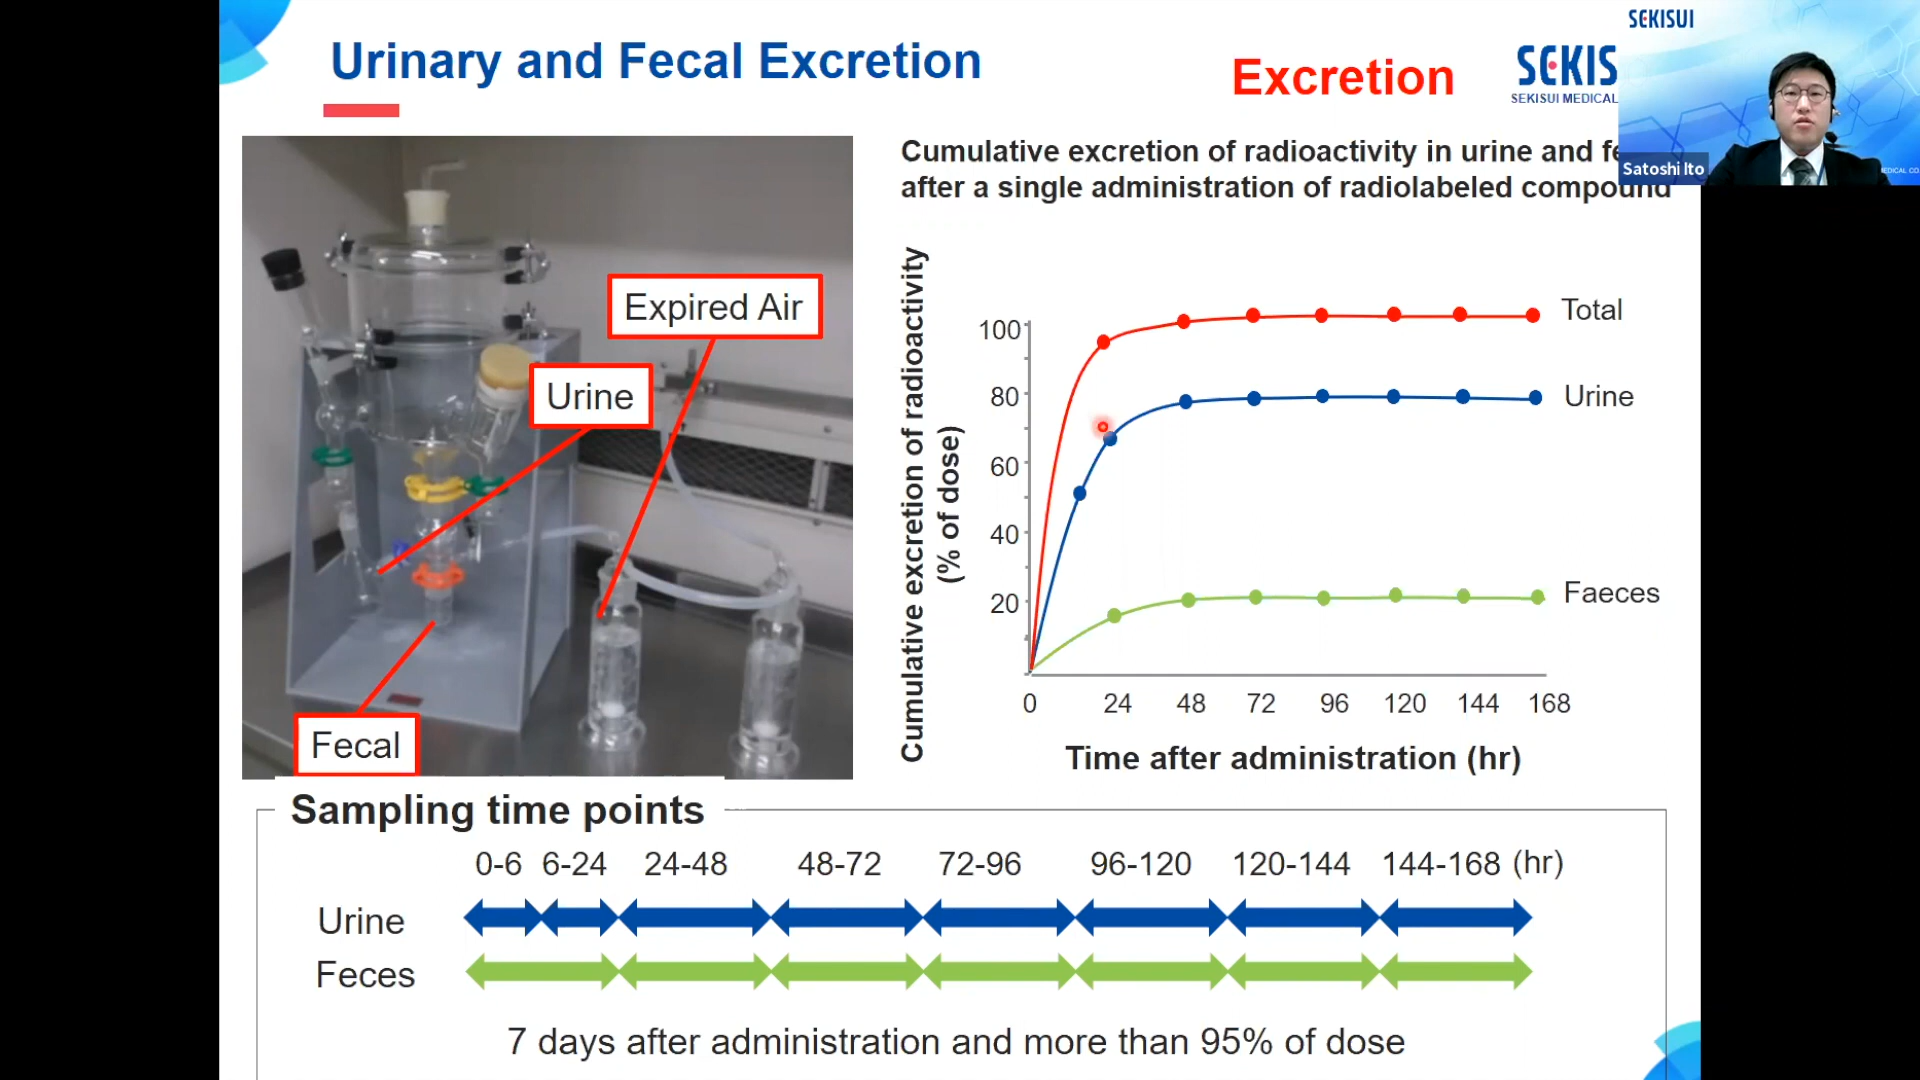 Urinary and Fecal Excretion
Excretion
SEKIS
SEKISUI MEDICAL
SEKISUI
Satoshi Ito
Cumulative excretion of radioactivity in urine and fe
after a single administration of radiolabeled compound
Expired Air
Urine
Fecal
Cumulative excretion of radioactivity
(% of dose)
100
80
60
40
20
Total
Urine
Faeces
0 24 48 72 96 120 144 168
Time after administration (hr)
Sampling time points
0-6 6-24 24-48 48-72 72-96 96-120 120-144 144-168 (hr)
Urine
Feces
7 days after administration and more than 95% of dose